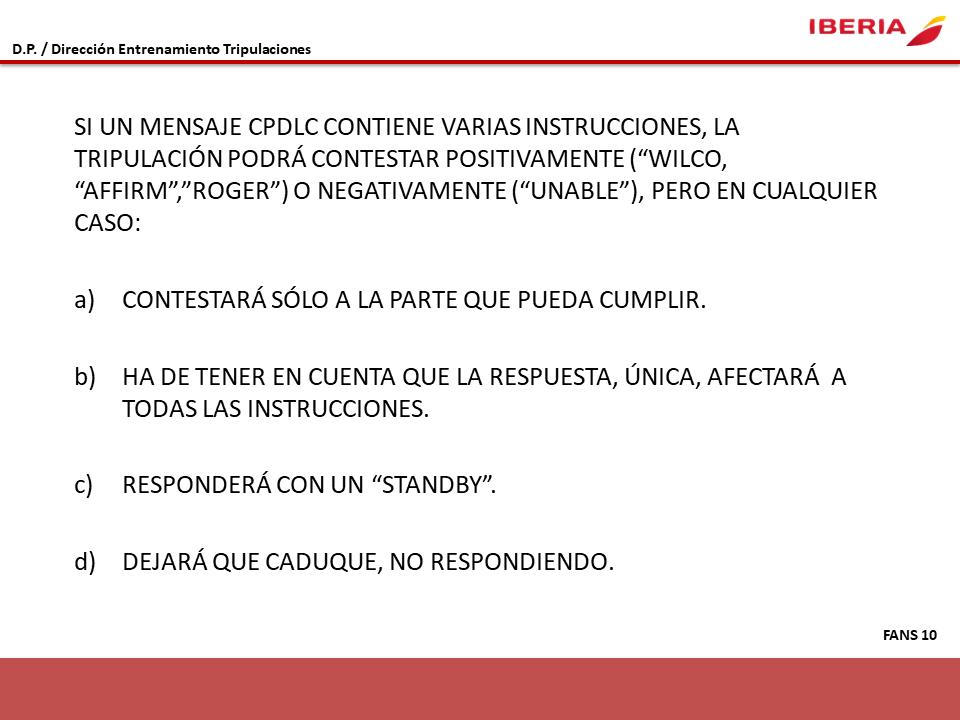 IBERIA
D.P. / Dirección Entrenamiento Tripulaciones
SI UN MENSAJE CPDLC CONTIENE VARIAS INSTRUCCIONES, LA
TRIPULACIÓN PODRÁ CONTESTAR POSITIVAMENTE (“WILCO,
“AFFIRM”,”ROGER”) O NEGATIVAMENTE (“UNABLE”), PERO EN CUALQUIER
CASO:
a) CONTESTARÁ SÓLO A LA PARTE QUE PUEDA CUMPLIR.
b) HA DE TENER EN CUENTA QUE LA RESPUESTA, ÚNICA, AFECTARÁ A
TODAS LAS INSTRUCCIONES.
c) RESPONDERÁ CON UN “STANDBY”.
d) DEJARÁ QUE CADUQUE, NO RESPONDIENDO.
FANS 10